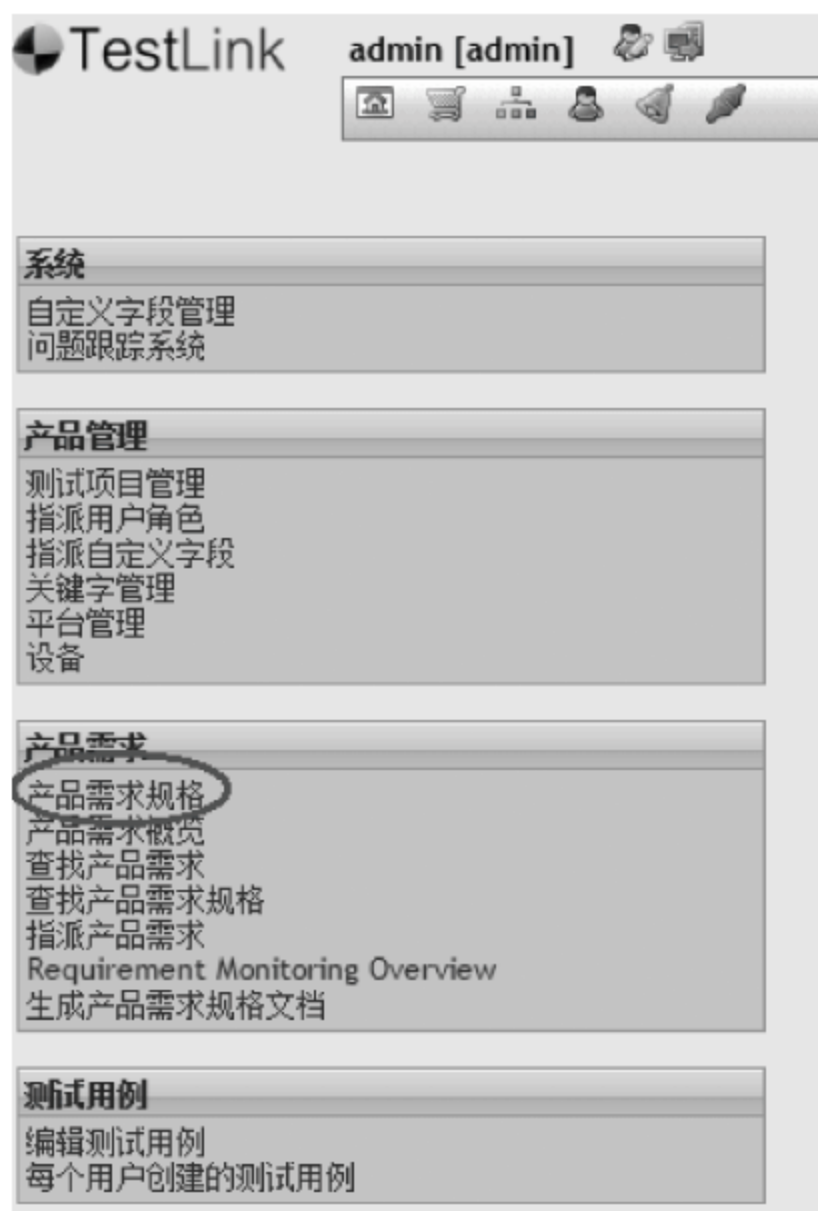 TestLink admin [admin]
系统
自定义字段管理
问题跟踪系统
产品管理
测试项目管理
指派用户角色
指派自定义字段
关键字管理
平台管理
设备
产品需求
产品需求规格
产品需求概览
查找产品需求
查找产品需求规格
指派产品需求
Requirement Monitoring Overview
生成产品需求规格文档
测试用例
编辑测试用例
每个用户创建的测试用例